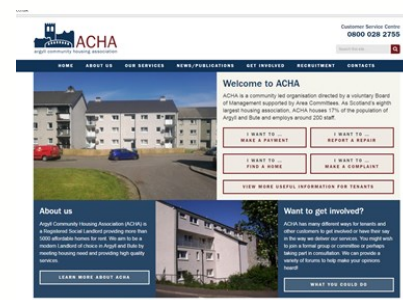 ACHA
argyll community housing association
Customer Service Centre
0800 028 2755
HOME ABOUT US OUR SERVICES NEWS/PUBLICATIONS GET INVOLVED RECRUITMENT CONTACTS
Welcome to ACHA
ACHA is a community led organisation directed by a voluntary Board
of Management supported by Area Committees. As Scotland's eighth
largest housing association, ACHA houses 17% of the population of
Argyll and Bute and employs around 200 staff.
I WANT TO ...
MAKE A PAYMENT
I WANT TO ...
REPORT A REPAIR
I WANT TO ...
FIND A HOME
I WANT TO ...
MAKE A COMPLAINT
VIEW MORE USEFUL INFORMATION FOR TENANTS
About us
Argyll Community Housing Association (ACHA) is
a Registered Social Landlord providing more than
5000 affordable homes for rent. We aim to be a
modern Landlord of choice in Argyll and Bute by
meeting housing need and providing high quality
services.
LEARN MORE ABOUT ACHA
Want to get involved?
ACHA has many different ways for tenants and
other customers to get involved or have their say
in the way we deliver our services. You might wish
to join a formal group or committee or perhaps
taking part in consultation. We can provide a
variety of forums to help make your opinions
heard!
WHAT YOU COULD DO